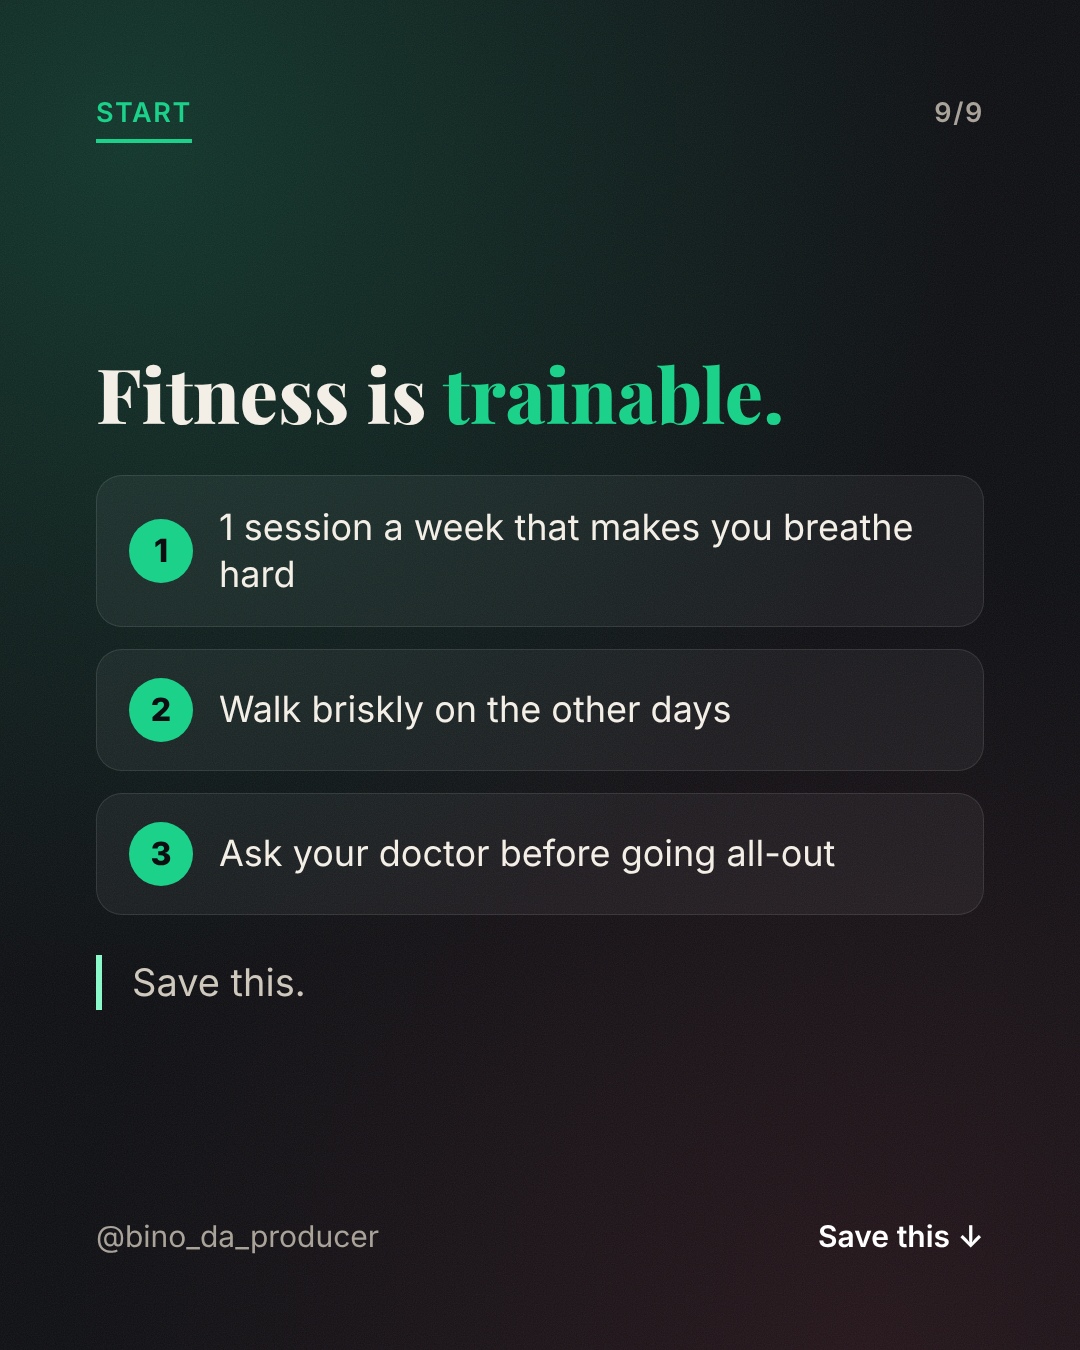 START
9/9
Fitness is trainable.
1
1 session a week that makes you breathe
hard
2
Walk briskly on the other days
3
Ask your doctor before going all-out
Save this.
@bino_da_producer
Save this ↓